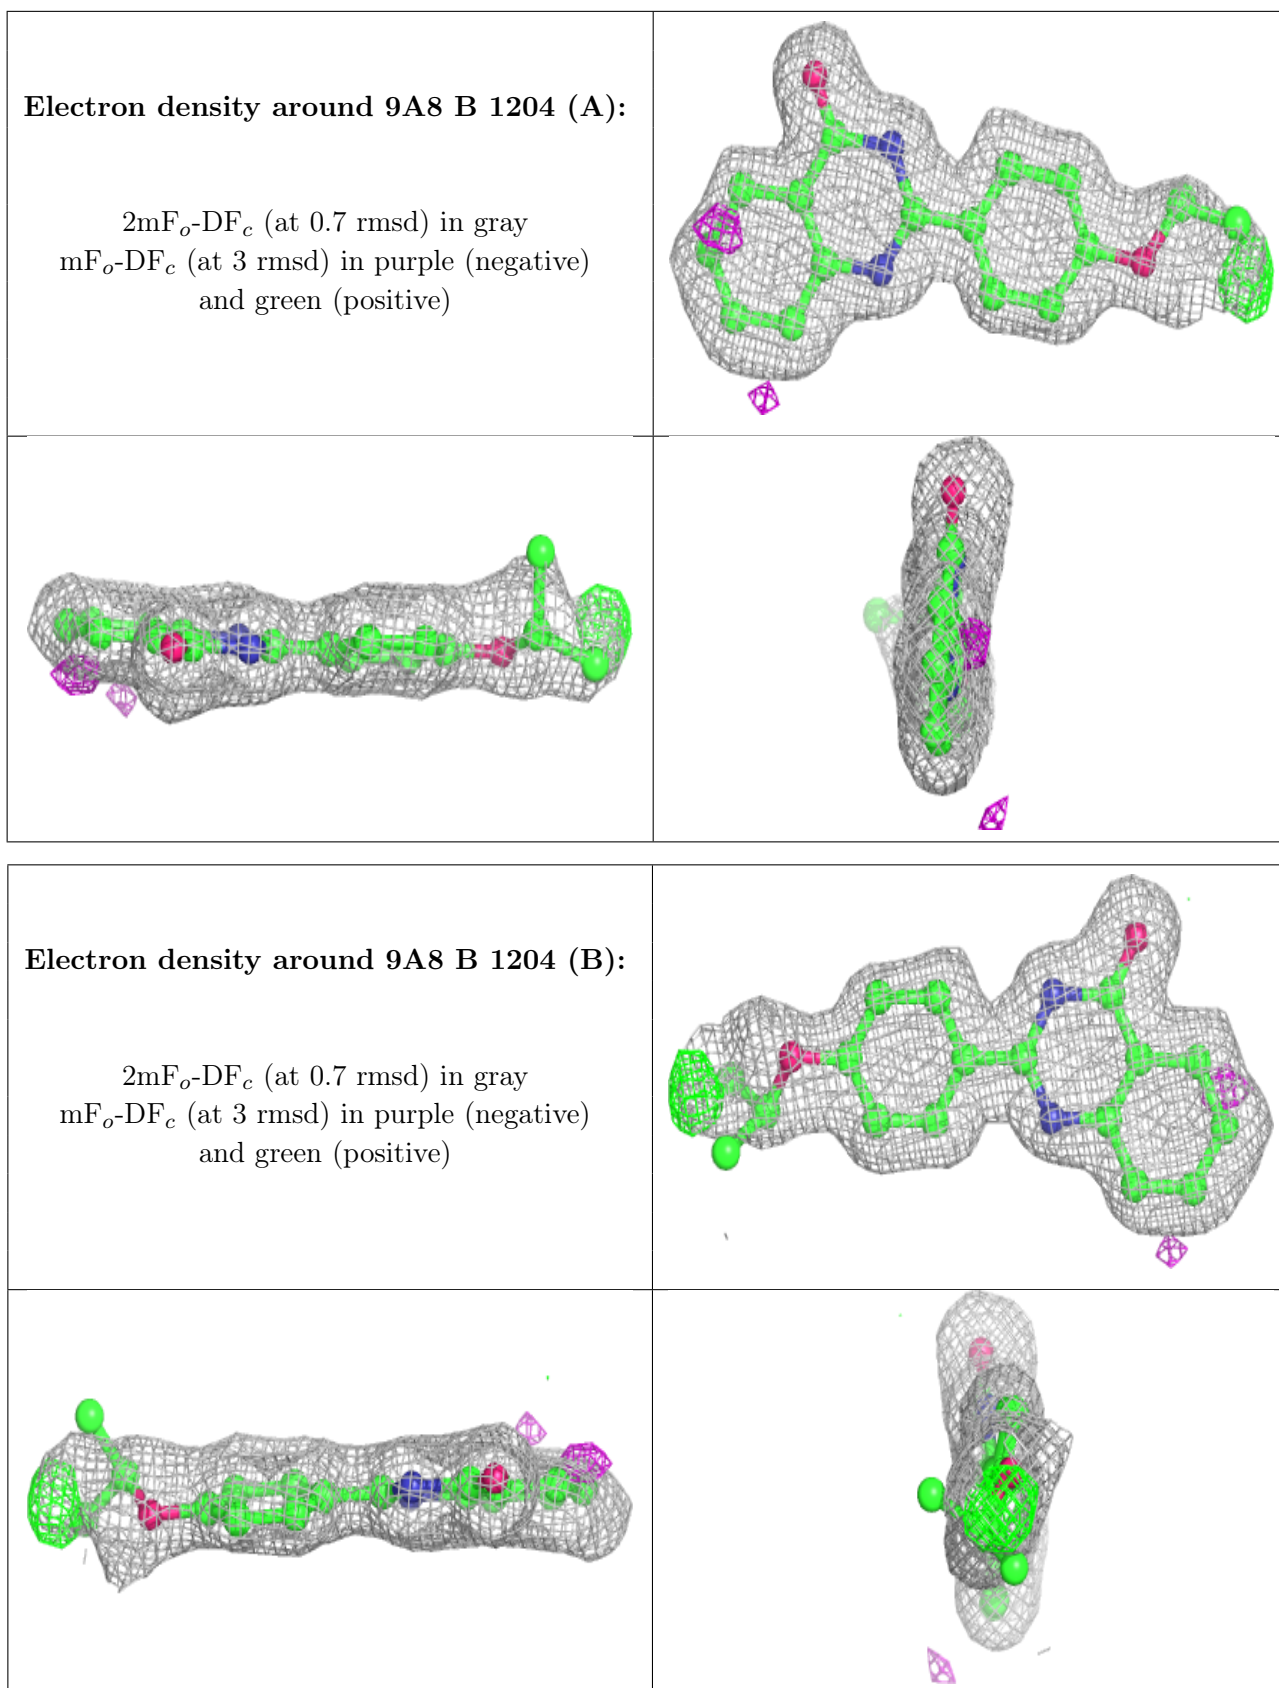 Electron density around 9A8 B 1204 (A):
2mFₒ-DF𝑐 (at 0.7 rmsd) in gray
mFₒ-DF𝑐 (at 3 rmsd) in purple (negative)
and green (positive)
Electron density around 9A8 B 1204 (B):
2mFₒ-DF𝑐 (at 0.7 rmsd) in gray
mFₒ-DF𝑐 (at 3 rmsd) in purple (negative)
and green (positive)